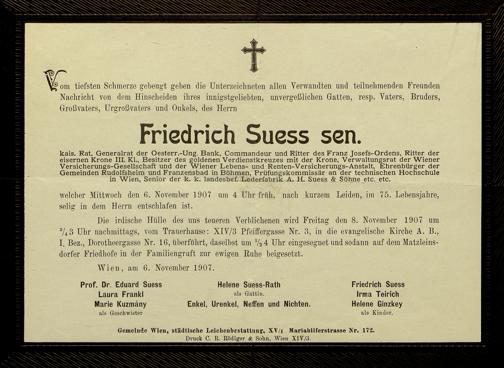 Vom tiefsten Schmerze gebengt geben die Unterzeichneten allen Verwandten und teilnehmenden Freunden
Nachricht von dem Hinscheiden ihres innigstgeliebten, unvergeßlichen Gatten, resp. Vaters, Bruders,
Großvaters, Urgroßvaters und Onkels, des Herrn
Friedrich Suess sen.
kais. Rat, Generalrat der Oesterr.-Ung. Bank, Commandeur und Ritter des Franz Josefs-Ordens, Ritter der
eisernen Krone III. Kl., Besitzer des goldenen Verdienstkreuzes mit der Krone, Verwaltungsrat der Wiener
Versicherungs-Gesellschaft und der Wiener Lebens- und Renten-Versicherungs-Anstalt, Ehrenbürger der
Gemeinden Rudolfsheim und Franzensbad in Böhmen, Prüfungskommissär an der technischen Hochschule
in Wien, Senior der k. k. landesbef. Lederfabrik A. H. Suess & Söhne etc. etc.
welcher Mittwoch den 6. November 1907 um 4 Uhr früh, nach kurzem Leiden, im 75. Lebensjahre,
selig in dem Herrn entschlafen ist.
Die irdische Hülle des uns teueren Verblichenen wird Freitag den 8. November 1907 um
3/4 3 Uhr nachmittags, vom Trauerhause: XIV/3 Pfeiffergasse Nr. 3, in die evangelische Kirche A. B.,
I. Bez., Dorotheergasse Nr. 16, überführt, daselbst um 1/2 4 Uhr eingesegnet und sodann auf dem Matzleins-
dorfer Friedhofe in der Familiengruft zur ewigen Ruhe beigesetzt.
Wien, am 6. November 1907.
Prof. Dr. Eduard Suess
Laura Frankl
Marie Kuzmány
als Geschwister
Helene Suess-Rath
als Gattin.
Enkel, Urenkel, Neffen und Nichten.
Friedrich Suess
Irma Teirich
Helene Ginzkey
als Kinder.
Gemeinde Wien, städtische Leichenbestattung, XV/1 Mariahilferstrasse Nr. 172.
Druck C. R. Rödiger & Sohn, Wien XIV/3.